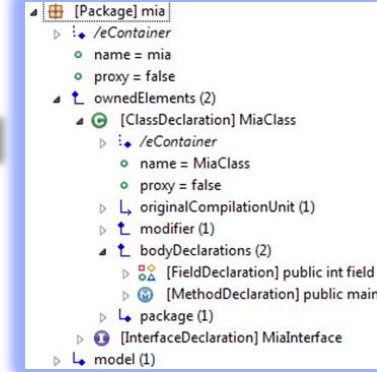 [Package] mia
/eContainer
name = mia
proxy = false
ownedElements (2)
[ClassDeclaration] MiaClass
/eContainer
name = MiaClass
proxy = false
originalCompilationUnit (1)
modifier (1)
bodyDeclarations (2)
[FieldDeclaration] public int field
[MethodDeclaration] public main
package (1)
[InterfaceDeclaration] MiaInterface
model (1)